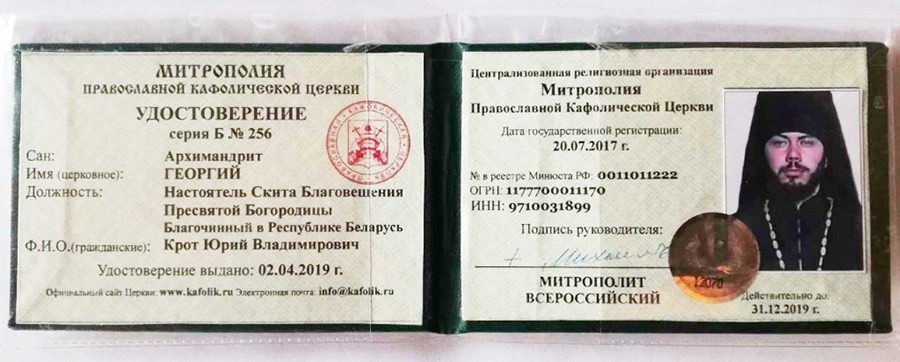 МИТРОПОЛИЯ
ПРАВОСЛАВНОЙ КАФОЛИЧЕСКОЙ ЦЕРКВИ
УДОСТОВЕРЕНИЕ
серия Б № 256
Сан: Архимандрит
Имя (церковное): ГЕОРГИЙ
Должность: Настоятель Скита Благовещения
Пресвятой Богородицы
Благочинный в Республике Беларусь
Ф.И.О.(гражданские): Крот Юрий Владимирович
Удостоверение выдано: 02.04.2019 г.
Официальный сайт Церкви: www.kafolik.ru Электронная почта: info@kafolik.ru
Централизованная религиозная организация
Митрополия
Православной Кафолической Церкви
Дата государственной регистрации:
20.07.2017 г.
№ в реестре Минюста РФ: 0011011222
ОГРН: 1177700011170
ИНН: 9710031899
Подпись руководителя:
МИТРОПОЛИТ
ВСЕРОССИЙСКИЙ
Действительно до:
31.12.2019 г.